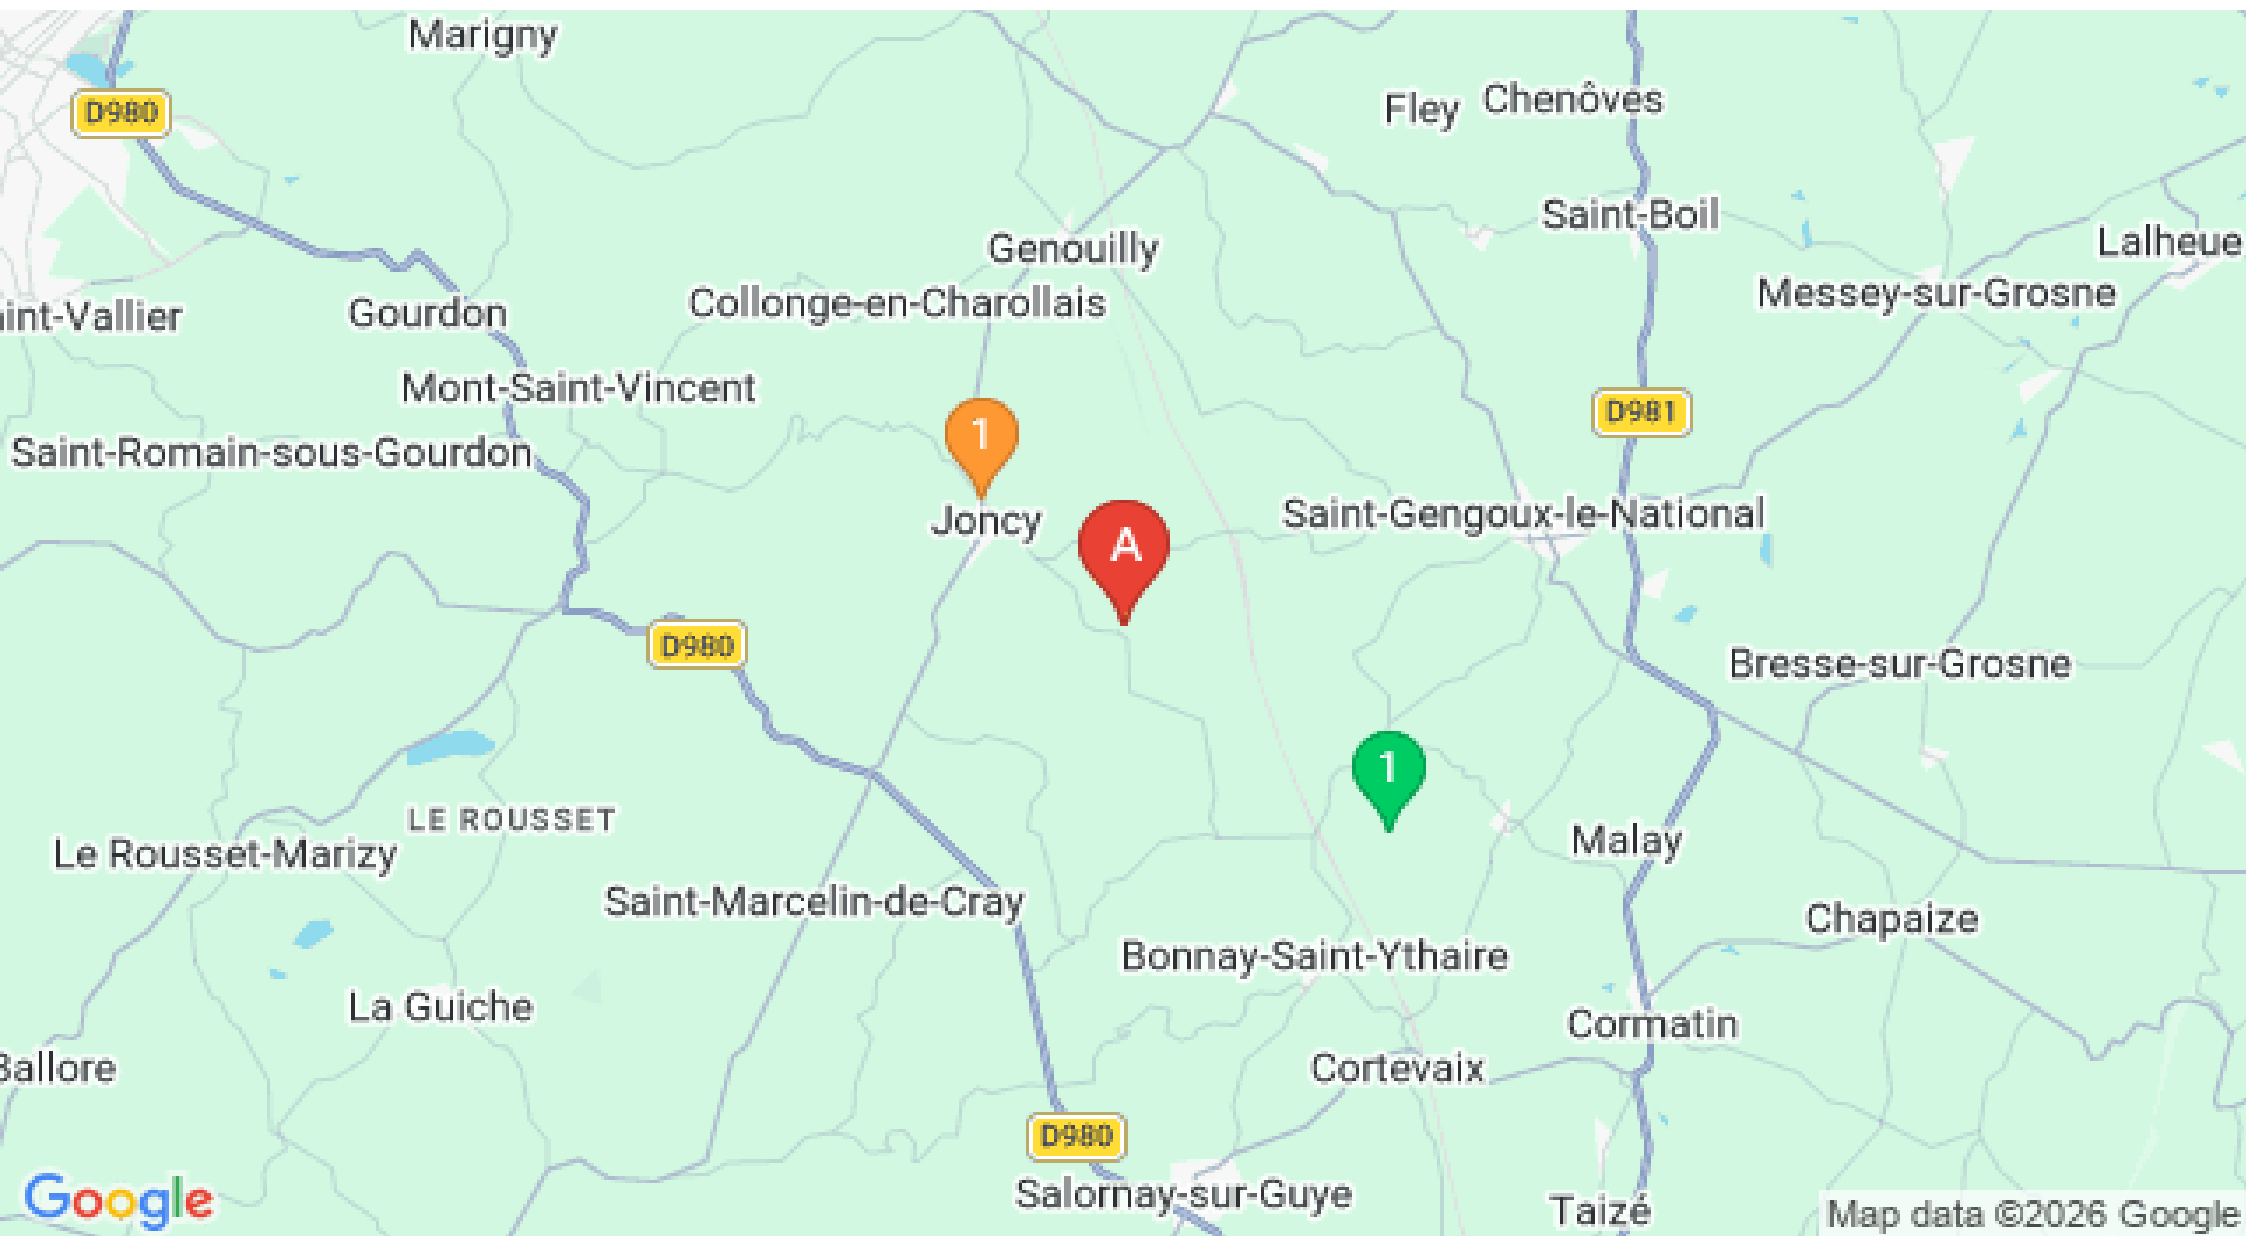 Marigny
D980
Fley
Chenôves
Saint-Boil
Lalheue
Genouilly
Messey-sur-Grosne
Collonge-en-Charollais
int-Vallier
Gourdon
Mont-Saint-Vincent
D981
1
Saint-Romain-sous-Gourdon
Joncy
A
Saint-Gengoux-le-National
D980
Bresse-sur-Grosne
1
LE ROUSSET
Malay
Le Rousset-Marizy
Saint-Marcelin-de-Cray
Chapaize
Bonnay-Saint-Ythaire
La Guiche
Cormatin
Ballore
Cortevaix
D980
Salornay-sur-Guye
Taizé
Google
Map data ©2026 Google